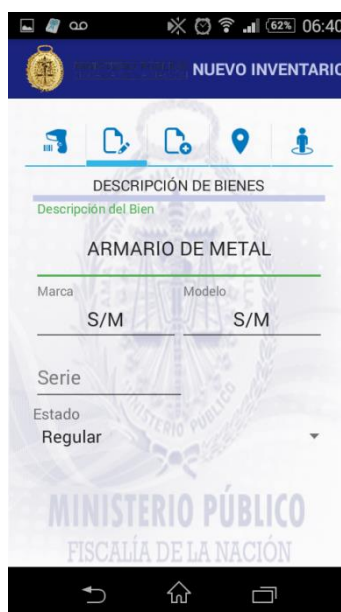 62% 06:40
NUEVO INVENTARIO
DESCRIPCIÓN DE BIENES
Descripción del Bien
ARMARIO DE METAL
Marca Modelo
S/M S/M
Serie
Estado
Regular
MINISTERIO PÚBLICO
FISCALÍA DE LA NACIÓN